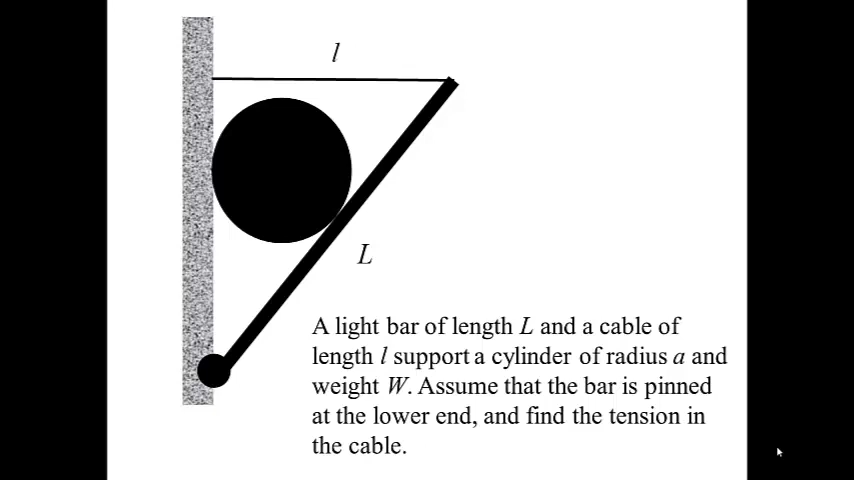 l
L
A light bar of length L and a cable of
length l support a cylinder of radius a and
weight W. Assume that the bar is pinned
at the lower end, and find the tension in
the cable.